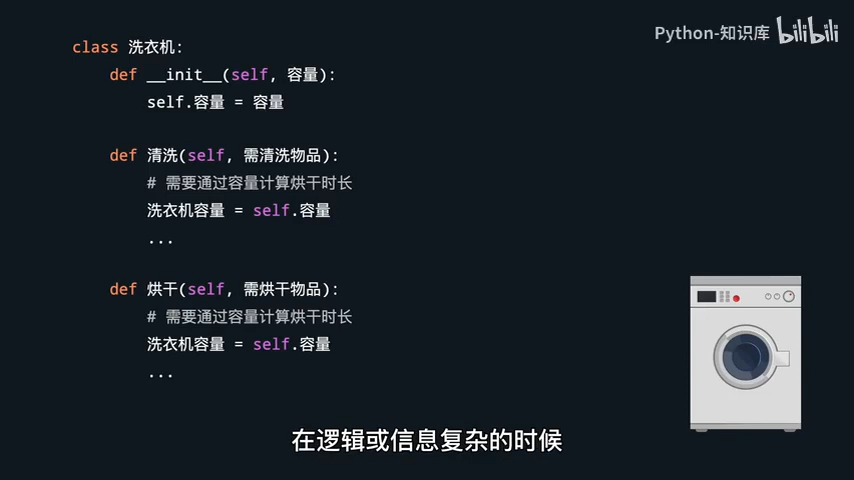 Python-知识库 bilibili
class 洗衣机:
def __init__(self, 容量):
self.容量 = 容量
def 清洗(self, 需清洗物品):
# 需要通过容量计算烘干时长
洗衣机容量 = self.容量
...
def 烘干(self, 需烘干物品):
# 需要通过容量计算烘干时长
洗衣机容量 = self.容量
...
在逻辑或信息复杂的时候